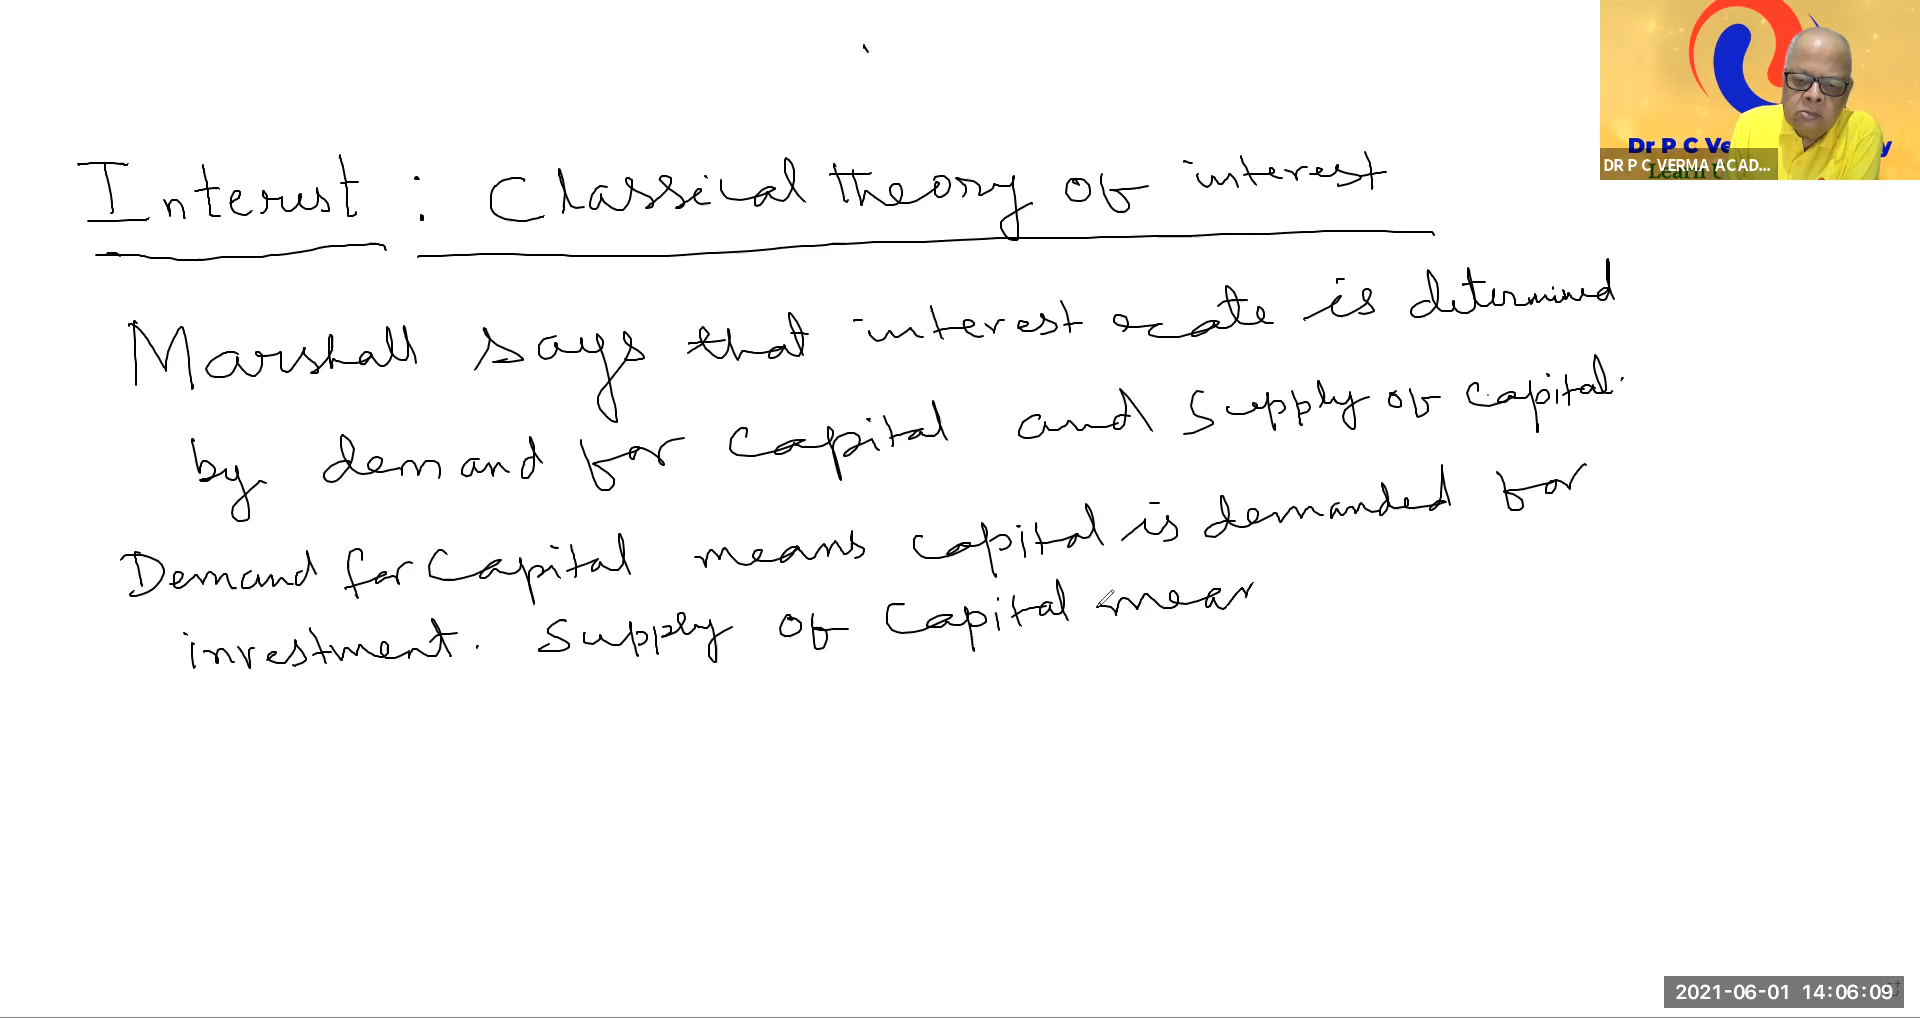 Interest : Classical theory of interest
Marshall says that interest rate is determined
by demand for capital and supply of capital.
Demand for Capital means capital is demanded for
investment. Supply of Capital mean
Dr P C Ve
y
DR P C VERMA ACAD...
2021-06-01 14:06:09